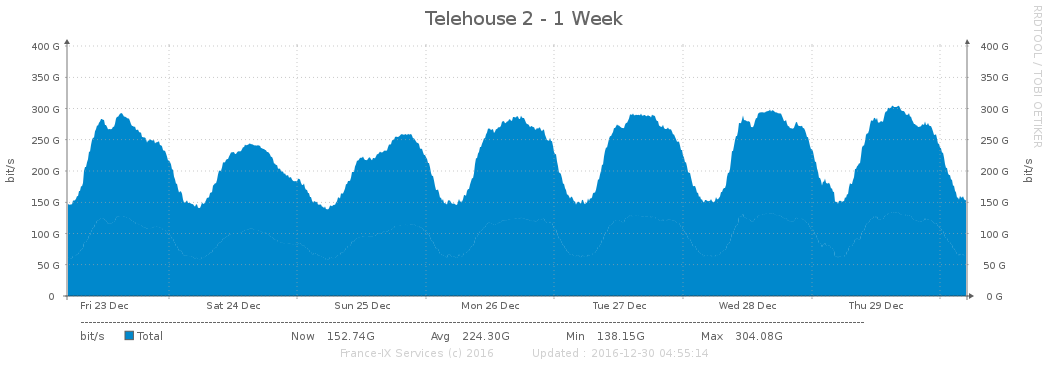 Telehouse 2 - 1 Week
RRDTOOL / TOBI OETIKER
400 G 400 G
350 G 350 G
300 G 300 G
250 G 250 G
200 G 200 G
150 G 150 G
100 G 100 G
50 G 50 G
0 0 G
bit/s bit/s
Fri 23 Dec Sat 24 Dec Sun 25 Dec Mon 26 Dec Tue 27 Dec Wed 28 Dec Thu 29 Dec
bit/s Total Now 152.74G Avg 224.30G Min 138.15G Max 304.08G
France-IX Services (c) 2016 Updated : 2016-12-30 04:55:14